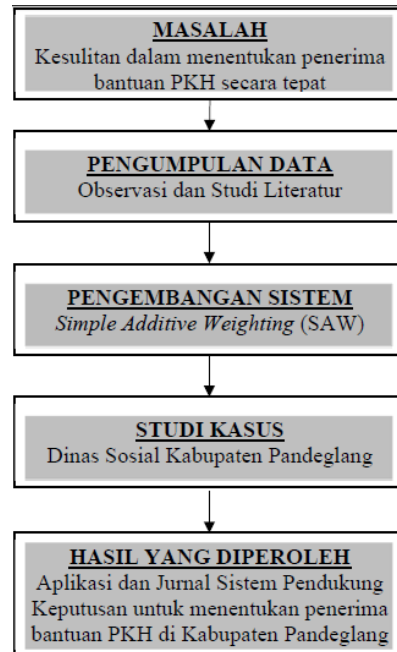 MASALAH
Kesulitan dalam menentukan penerima
bantuan PKH secara tepat
PENGUMPULAN DATA
Observasi dan Studi Literatur
PENGEMBANGAN SISTEM
Simple Additive Weighting (SAW)
STUDI KASUS
Dinas Sosial Kabupaten Pandeglang
HASIL YANG DIPEROLEH
Aplikasi dan Jurnal Sistem Pendukung
Keputusan untuk menentukan penerima
bantuan PKH di Kabupaten Pandeglang